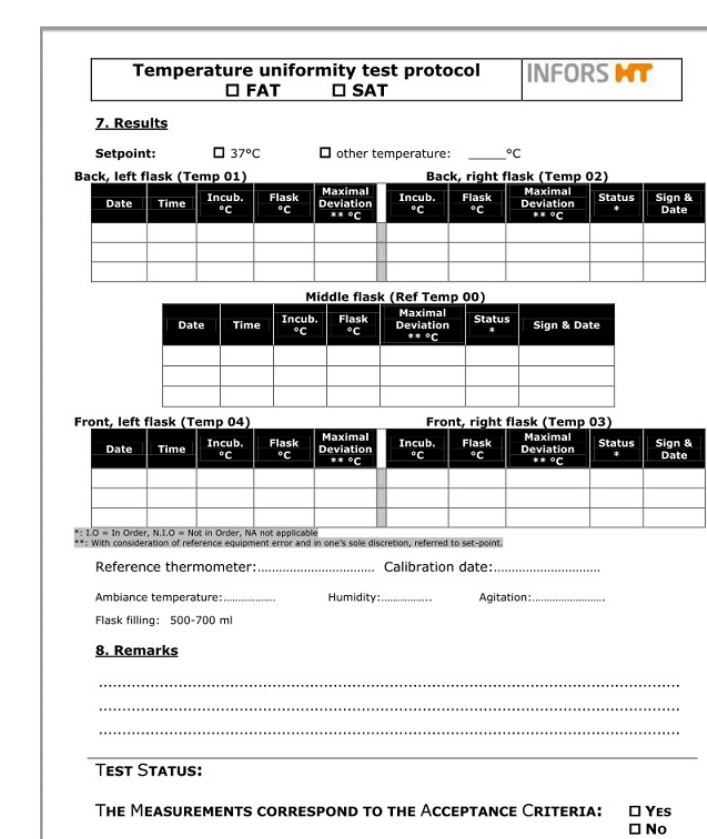 Temperature uniformity test protocol
☐ FAT ☐ SAT
INFORS HT
7. Results
Setpoint: ☐ 37°C ☐ other temperature: _____°C
Back, left flask (Temp 01) Back, right flask (Temp 02)
Date Time Incub. °C Flask °C Maximal Deviation ** °C Incub. °C Flask °C Maximal Deviation ** °C Status * Sign & Date
Middle flask (Ref Temp 00)
Date Time Incub. °C Flask °C Maximal Deviation ** °C Status * Sign & Date
Front, left flask (Temp 04) Front, right flask (Temp 03)
Date Time Incub. °C Flask °C Maximal Deviation ** °C Incub. °C Flask °C Maximal Deviation ** °C Status * Sign & Date
*: I.O = In Order, N.I.O = Not in Order, NA not applicable
**: With consideration of reference equipment error and in one's sole discretion, referred to set-point.
Reference thermometer:.............................. Calibration date:............................
Ambiance temperature:.................. Humidity:................. Agitation:.........................
Flask filling: 500-700 ml
8. Remarks
TEST STATUS:
THE MEASUREMENTS CORRESPOND TO THE ACCEPTANCE CRITERIA: ☐ YES
☐ NO